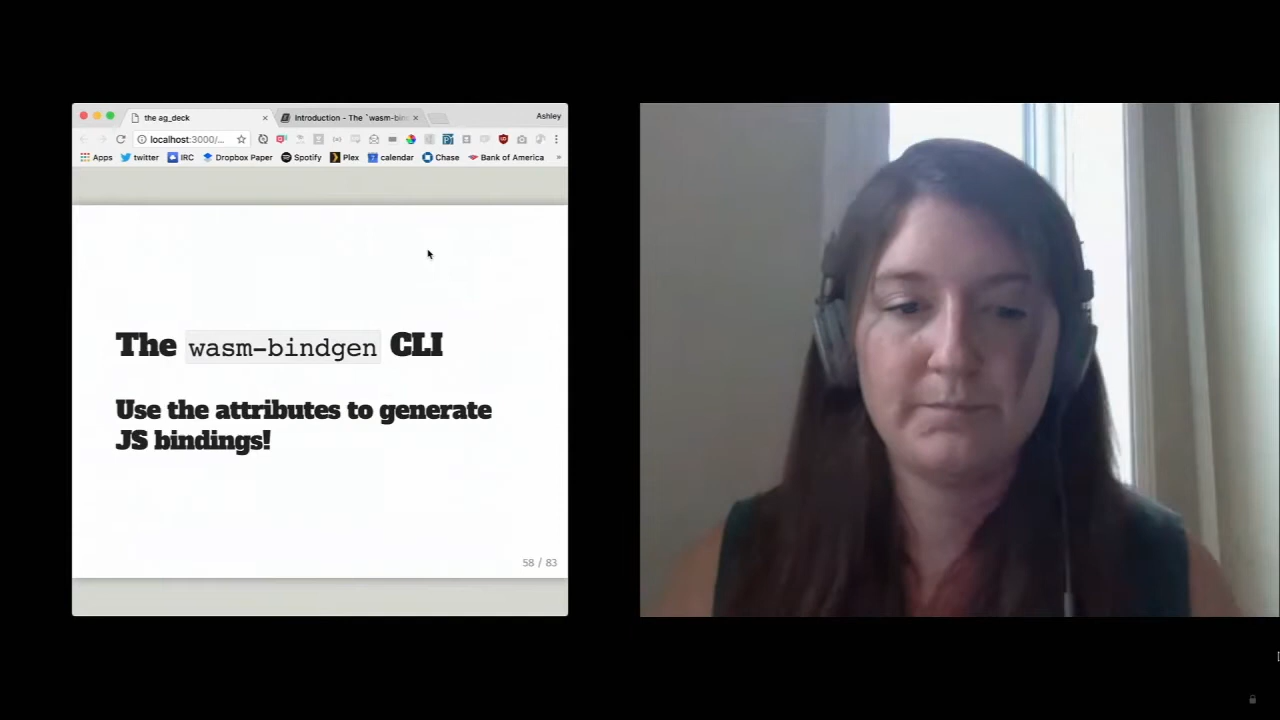 the ag_deck
Introduction - The `wasm-bin
Ashley
localhost:3000/...
Apps twitter IRC Dropbox Paper Spotify Plex calendar Chase Bank of America »
The wasm-bindgen CLI
Use the attributes to generate
JS bindings!
58 / 83